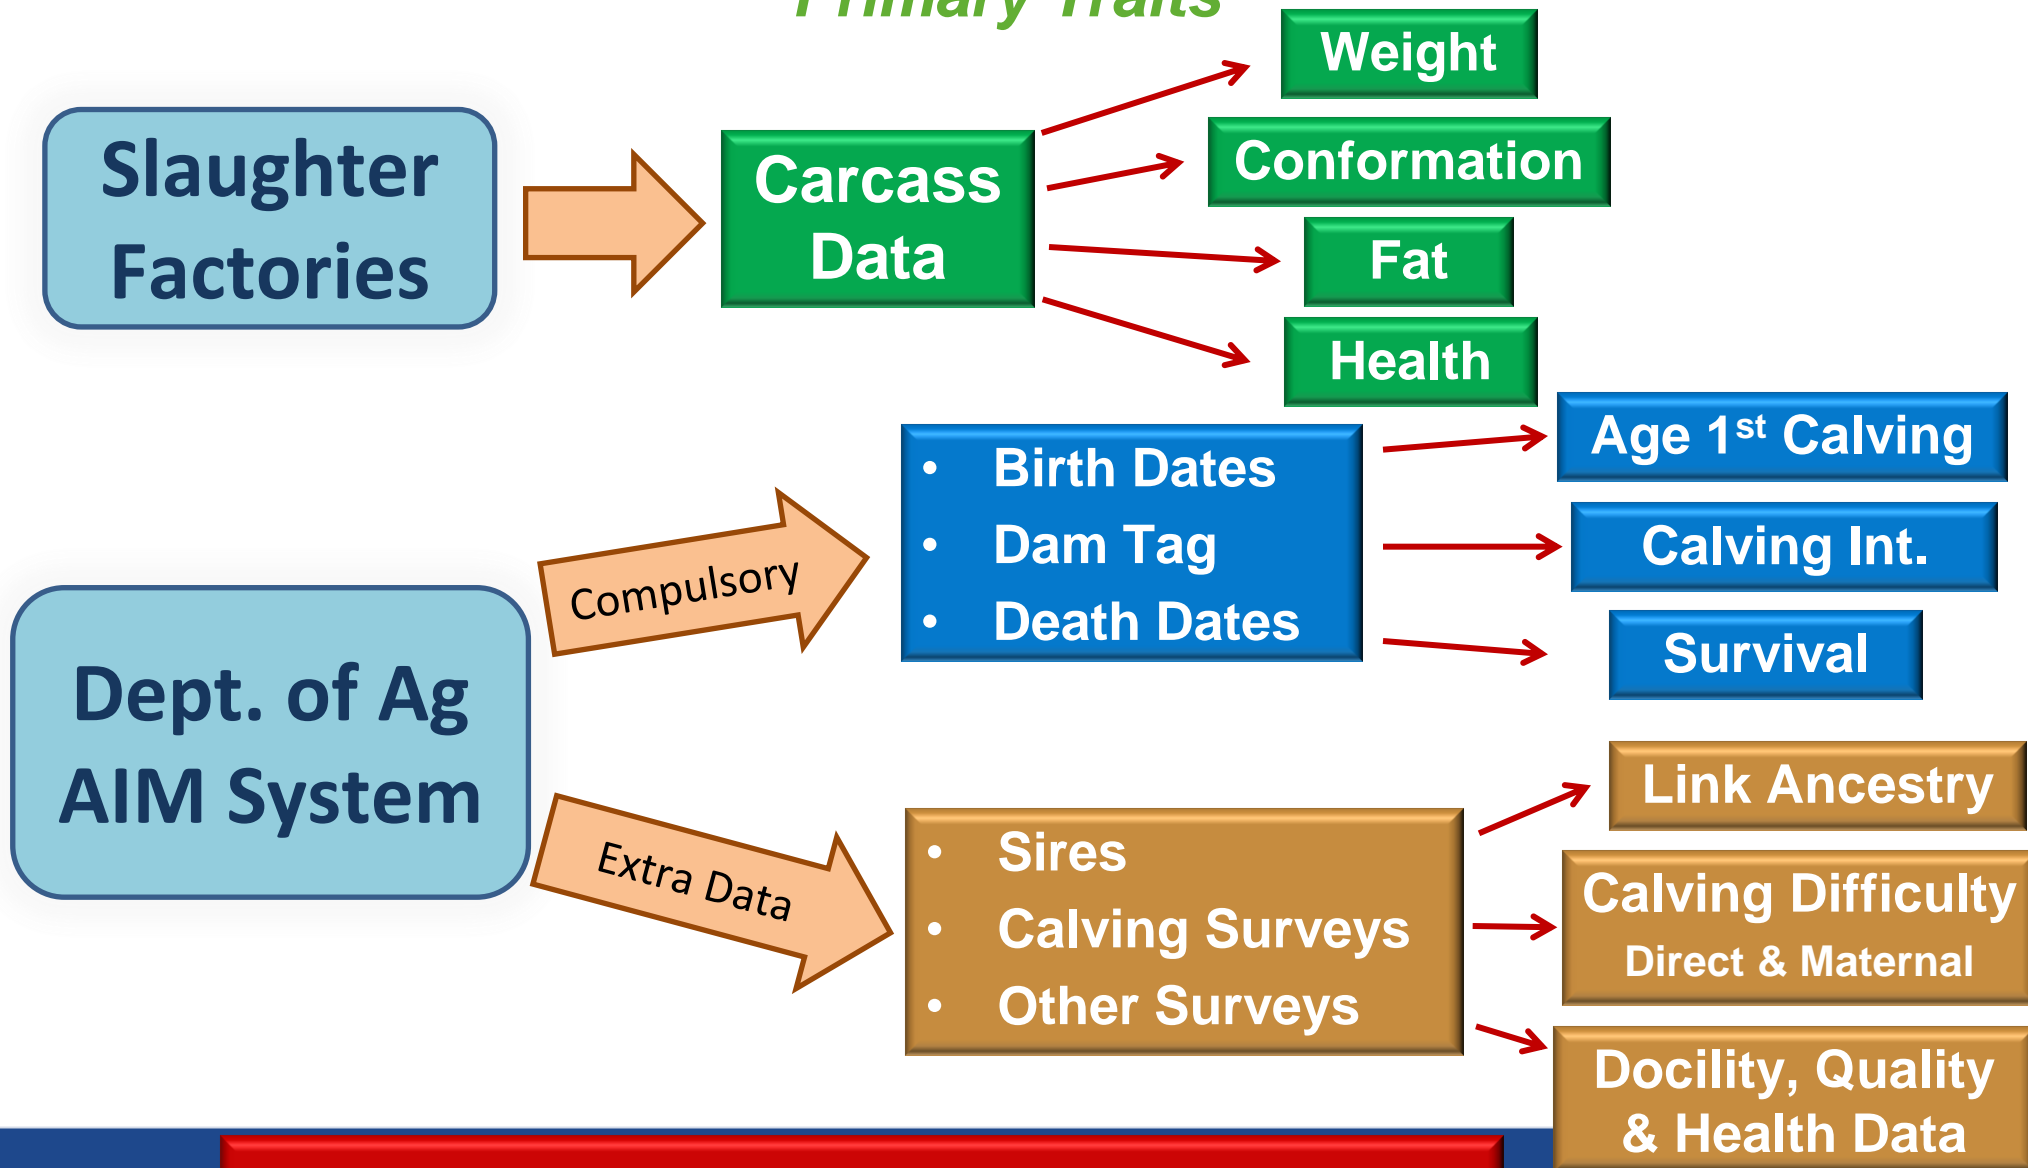 Primary Traits
Slaughter
Factories
Carcass
Data
Weight
Conformation
Fat
Health
Dept. of Ag
AIM System
Compulsory
• Birth Dates
• Dam Tag
• Death Dates
Age 1st Calving
Calving Int.
Survival
Extra Data
• Sires
• Calving Surveys
• Other Surveys
Link Ancestry
Calving Difficulty
Direct & Maternal
Docility, Quality
& Health Data